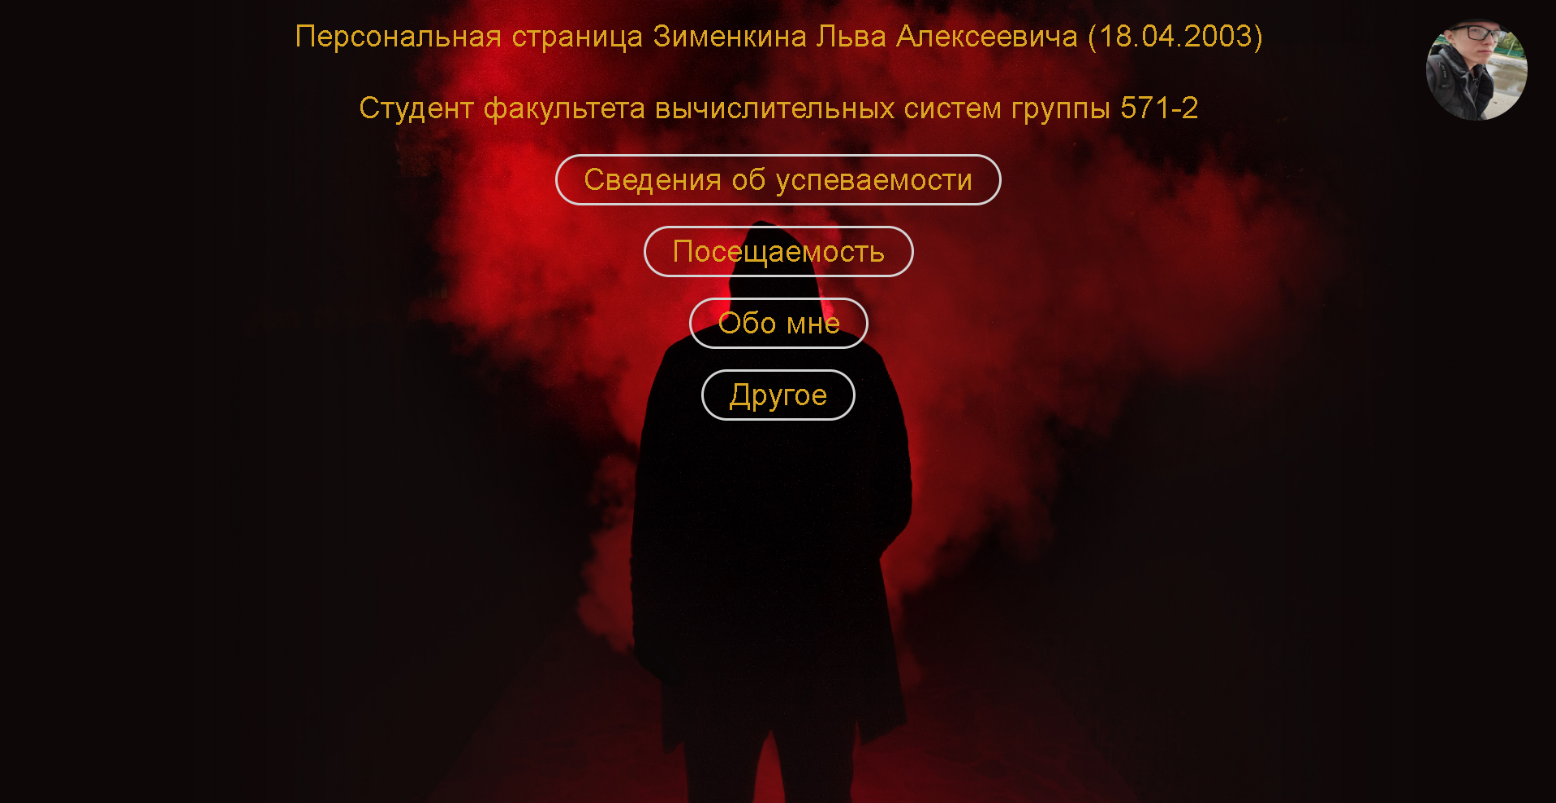 Персональная страница Зименкина Льва Алексеевича (18.04.2003)
Студент факультета вычислительных систем группы 571-2
Сведения об успеваемости
Посещаемость
Обо мне
Другое